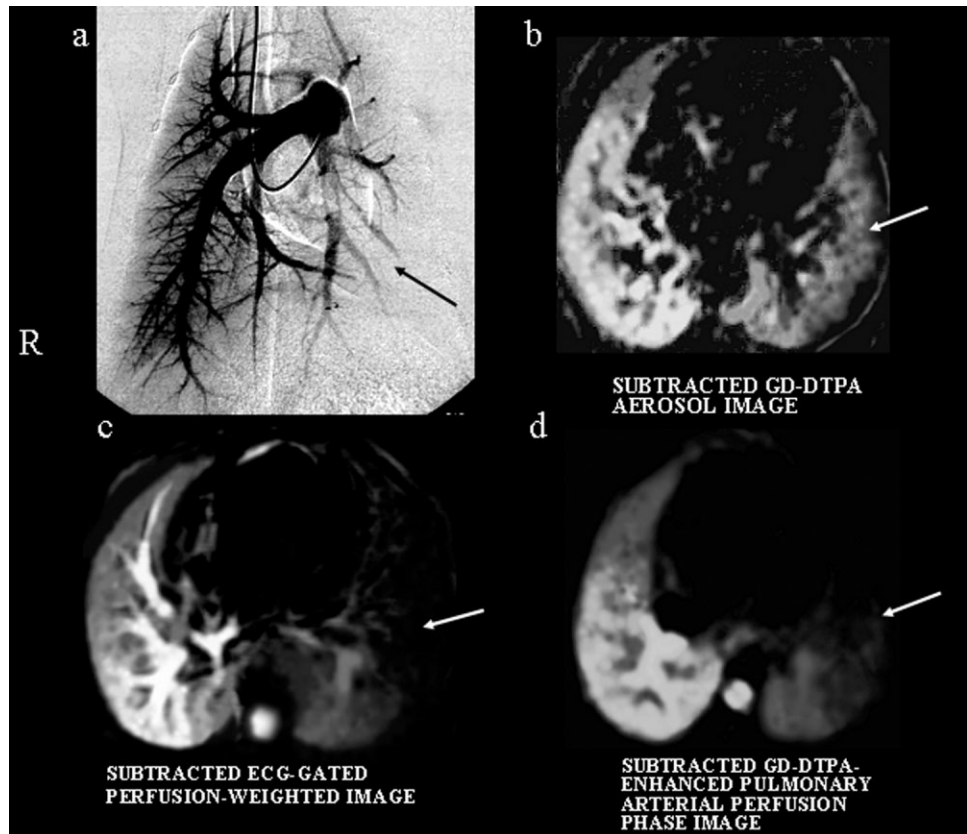 a
b
R
SUBTRACTED GD-DTPA
AEROSOL IMAGE
c
d
SUBTRACTED ECG-GATED
PERFUSION-WEIGHTED IMAGE
SUBTRACTED GD-DTPA-
ENHANCED PULMONARY
ARTERIAL PERFUSION
PHASE IMAGE